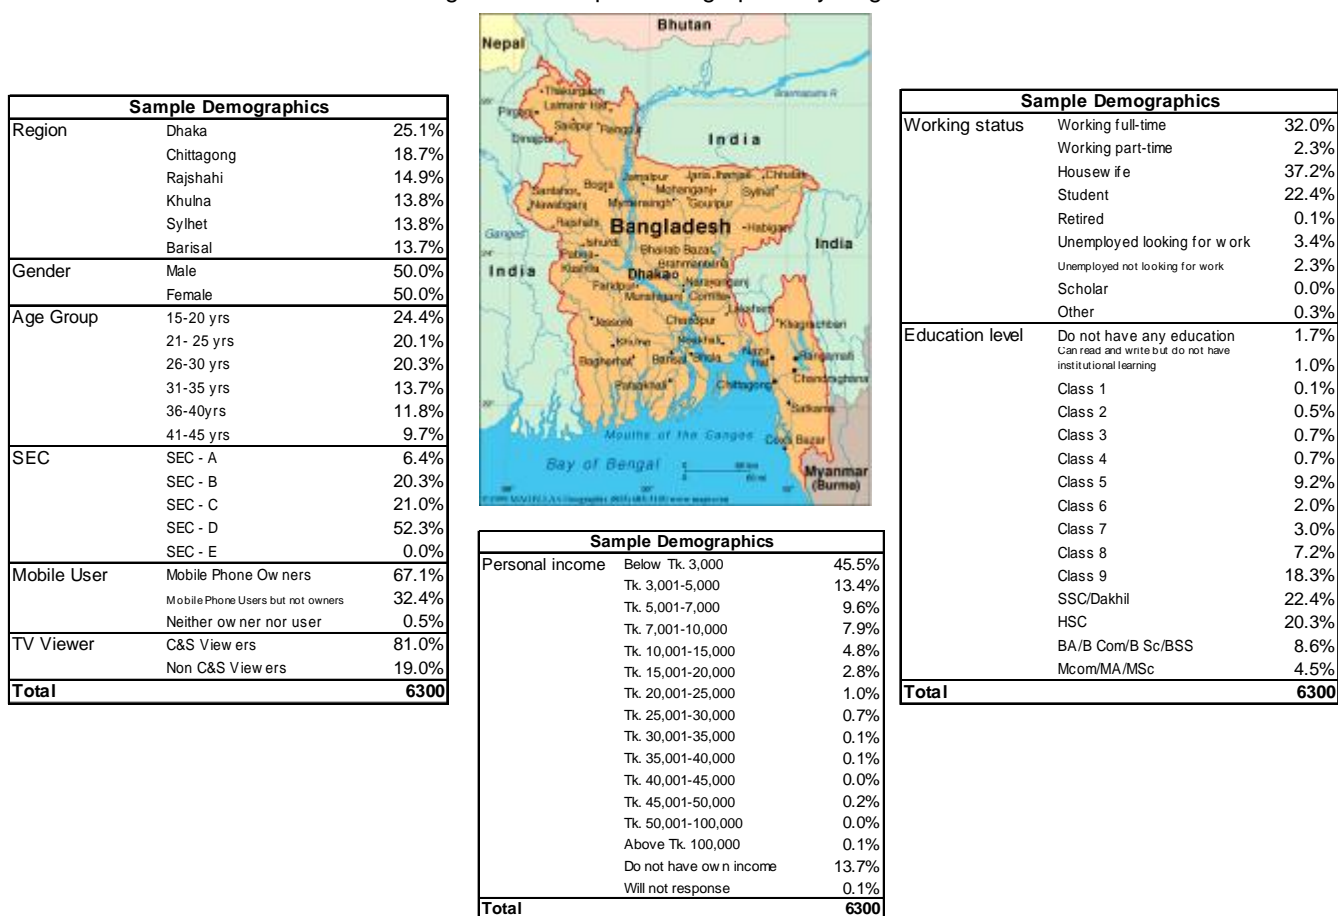 Sample Demographics
Region Dhaka 25.1%
Chittagong 18.7%
Rajshahi 14.9%
Khulna 13.8%
Sylhet 13.8%
Barisal 13.7%
Gender Male 50.0%
Female 50.0%
Age Group 15-20 yrs 24.4%
21- 25 yrs 20.1%
26-30 yrs 20.3%
31-35 yrs 13.7%
36-40yrs 11.8%
41-45 yrs 9.7%
SEC SEC - A 6.4%
SEC - B 20.3%
SEC - C 21.0%
SEC - D 52.3%
SEC - E 0.0%
Mobile User Mobile Phone Owners 67.1%
Mobile Phone Users but not owners 32.4%
Neither owner nor user 0.5%
TV Viewer C&S Viewers 81.0%
Non C&S Viewers 19.0%
Total 6300
Bhutan
Nepal
India
Bangladesh
India
India
Dhaka
Sylhet
Bogra
Jamalpur
Bhairab Bazar
Faridpur
Jessore
Khulna
Barisal
Chittagong
Rangamati
Mouths of the Ganges
Cox's Bazar
Bay of Bengal
Myanmar
(Burma)
Sample Demographics
Personal income Below Tk. 3,000 45.5%
Tk. 3,001-5,000 13.4%
Tk. 5,001-7,000 9.6%
Tk. 7,001-10,000 7.9%
Tk. 10,001-15,000 4.8%
Tk. 15,001-20,000 2.8%
Tk. 20,001-25,000 1.0%
Tk. 25,001-30,000 0.7%
Tk. 30,001-35,000 0.1%
Tk. 35,001-40,000 0.1%
Tk. 40,001-45,000 0.0%
Tk. 45,001-50,000 0.2%
Tk. 50,001-100,000 0.0%
Above Tk. 100,000 0.1%
Do not have own income 13.7%
Will not response 0.1%
Total 6300
Sample Demographics
Working status Working full-time 32.0%
Working part-time 2.3%
Housewife 37.2%
Student 22.4%
Retired 0.1%
Unemployed looking for work 3.4%
Unemployed not looking for work 2.3%
Scholar 0.0%
Other 0.3%
Education level Do not have any education 1.7%
Can read and write but do not have
institutional learning 1.0%
Class 1 0.1%
Class 2 0.5%
Class 3 0.7%
Class 4 0.7%
Class 5 9.2%
Class 6 2.0%
Class 7 3.0%
Class 8 7.2%
Class 9 18.3%
SSC/Dakhil 22.4%
HSC 20.3%
BA/B Com/B Sc/BSS 8.6%
Mcom/MA/MSc 4.5%
Total 6300